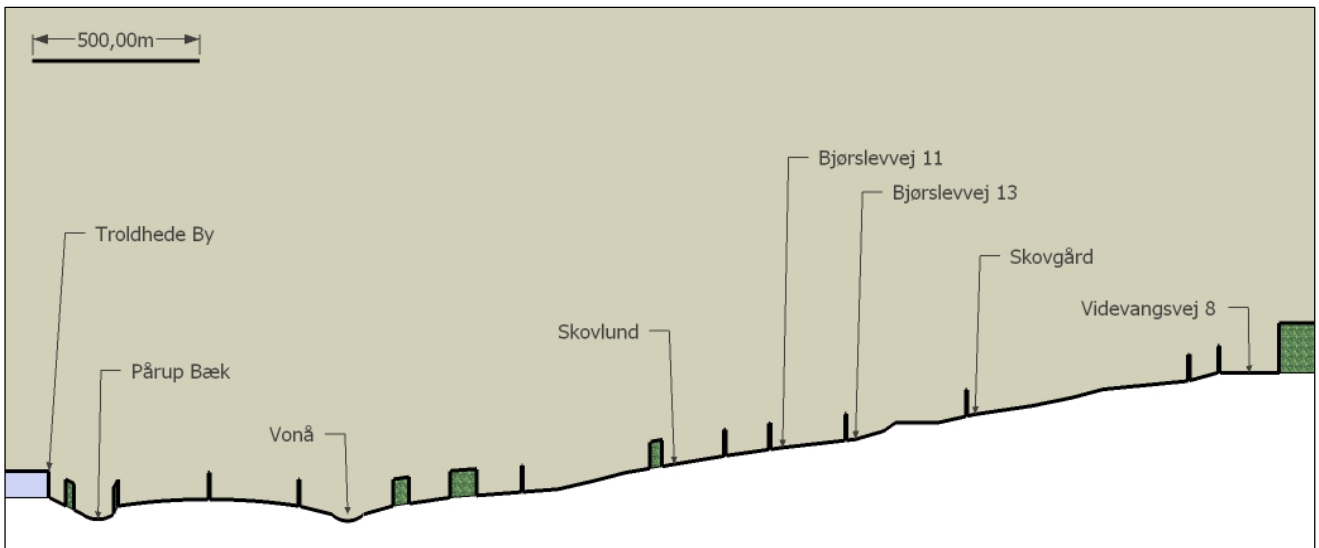 500,00m
Bjørslevvej 11
Bjørslevvej 13
Troldhede By
Skovgård
Videvangsvej 8
Skovlund
Pårup Bæk
Vonå